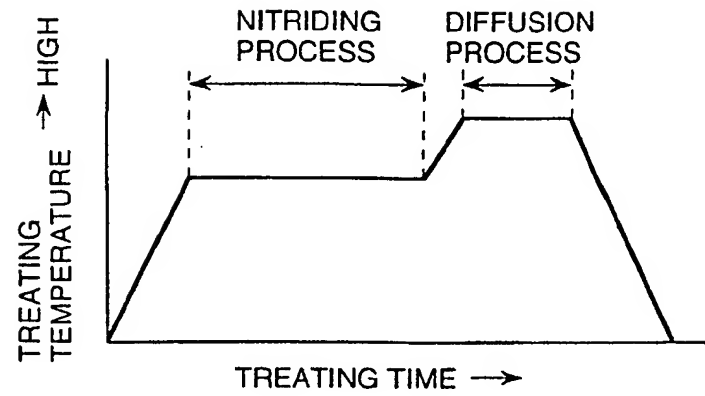 NITRIDING
PROCESS
DIFFUSION
PROCESS
TREATING
TEMPERATURE → HIGH
TREATING TIME →